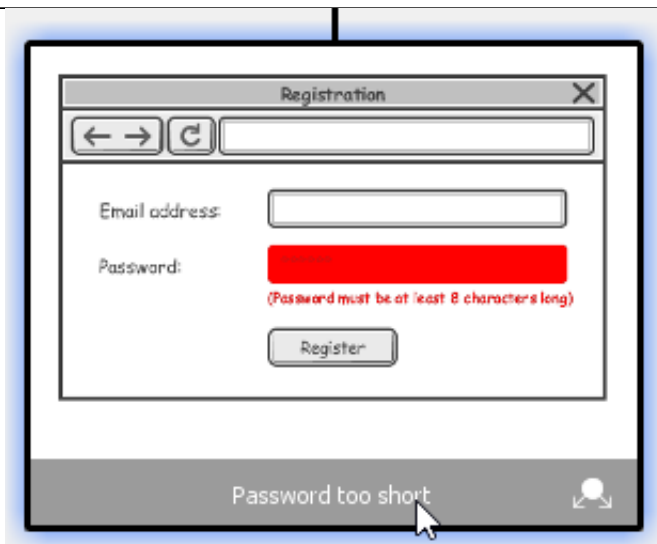 Registration
Email address:
Password:
(Password must be at least 8 characters long)
Register
Password too short